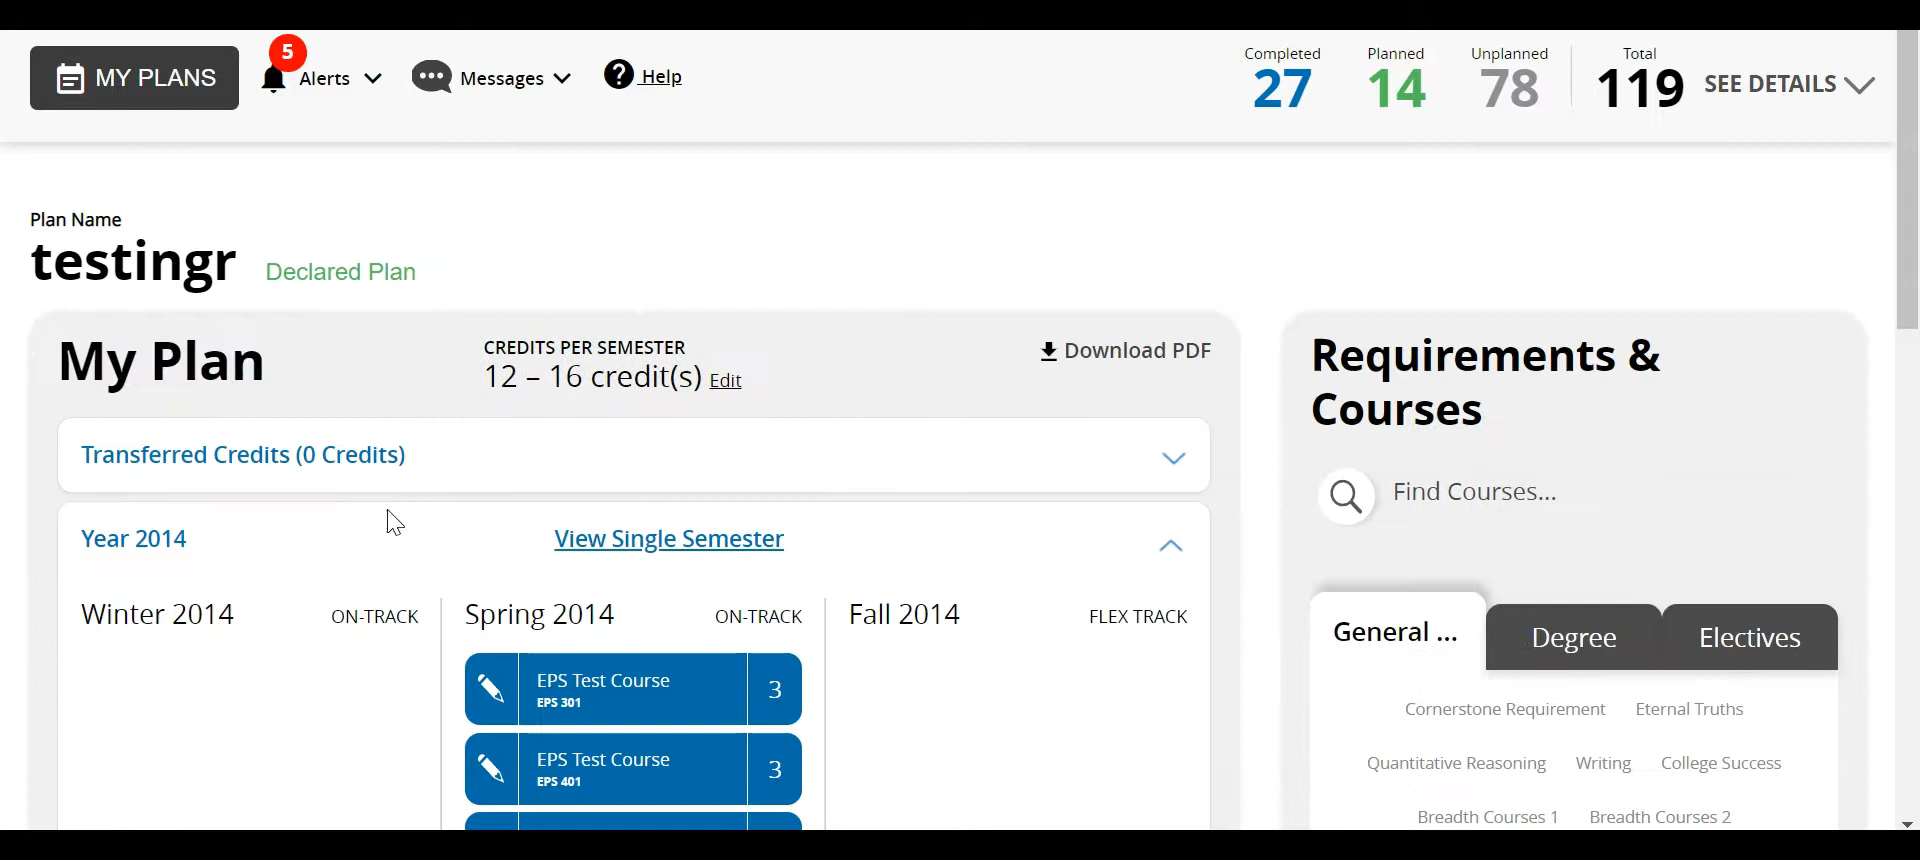 MY PLANS
5
Alerts
Messages
Help
Completed
27
Planned
14
Unplanned
78
Total
119
SEE DETAILS
Plan Name
testingr
Declared Plan
My Plan
CREDITS PER SEMESTER
12 – 16 credit(s) Edit
Download PDF
Transferred Credits (0 Credits)
Year 2014
View Single Semester
Winter 2014
ON-TRACK
Spring 2014
ON-TRACK
Fall 2014
FLEX TRACK
EPS Test Course
EPS 301
3
EPS Test Course
EPS 401
3
Requirements &
Courses
Find Courses...
General ...
Degree
Electives
Cornerstone Requirement
Eternal Truths
Quantitative Reasoning
Writing
College Success
Breadth Courses 1
Breadth Courses 2